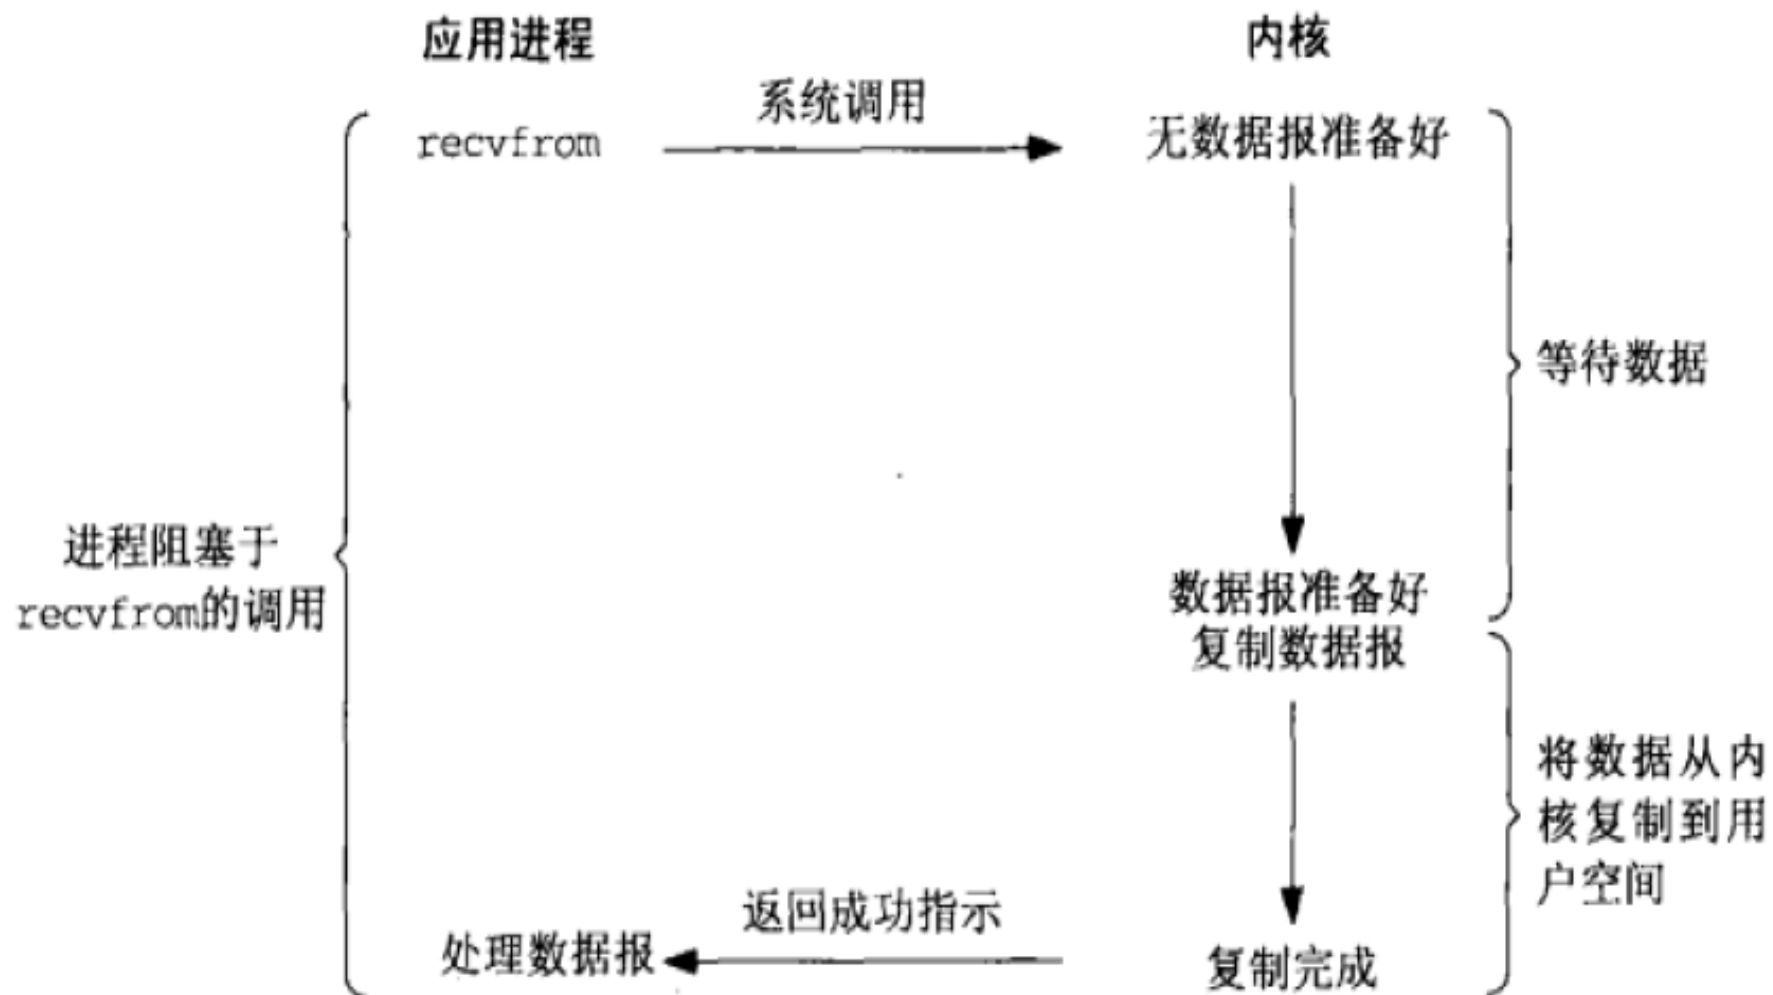 应用进程
内核
系统调用
recvfrom
无数据报准备好
等待数据
进程阻塞于
recvfrom的调用
数据报准备好
复制数据报
将数据从内
核复制到用
户空间
返回成功指示
处理数据报
复制完成